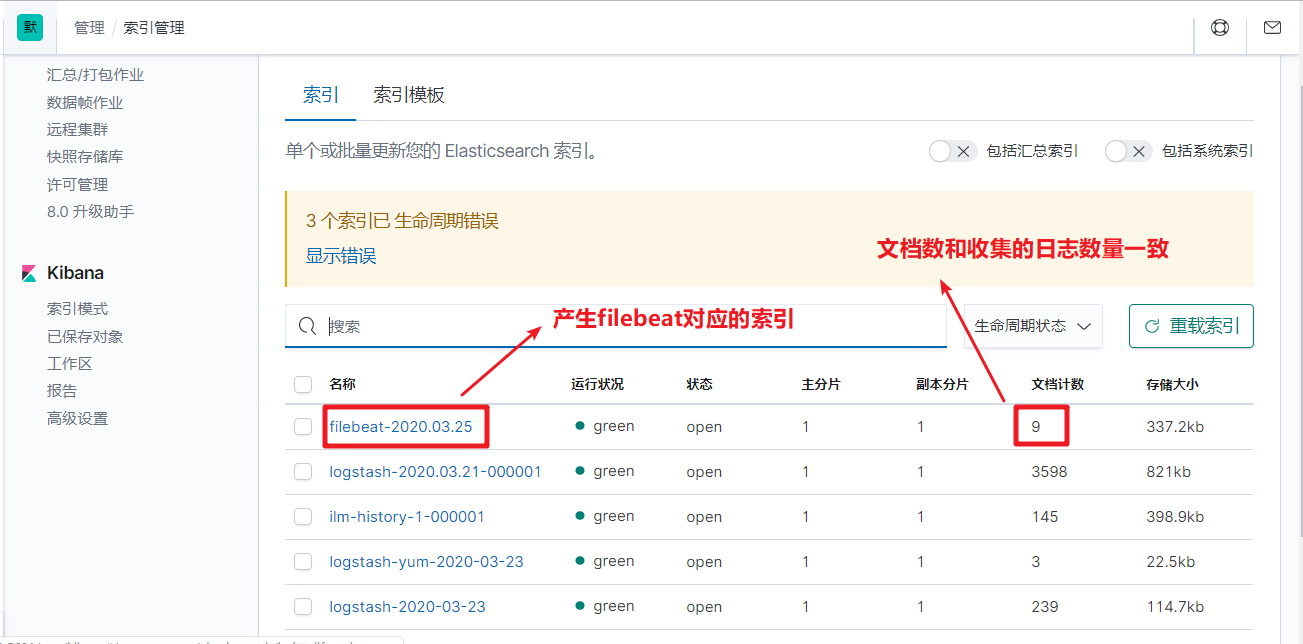 默 管理 / 索引管理
汇总/打包作业
数据帧作业
远程集群
快照存储库
许可管理
8.0 升级助手
Kibana
索引模式
已保存对象
工作区
报告
高级设置
索引 索引模板
单个或批量更新您的 Elasticsearch 索引。 包括汇总索引 包括系统索引
3 个索引已 生命周期错误
显示错误
文档数和收集的日志数量一致
搜索 生命周期状态 重载索引
产生filebeat对应的索引
名称 运行状况 状态 主分片 副本分片 文档计数 存储大小
filebeat-2020.03.25 green open 1 1 9 337.2kb
logstash-2020.03.21-000001 green open 1 1 3598 821kb
ilm-history-1-000001 green open 1 1 145 398.9kb
logstash-yum-2020-03-23 green open 1 1 3 22.5kb
logstash-2020-03-23 green open 1 1 239 114.7kb